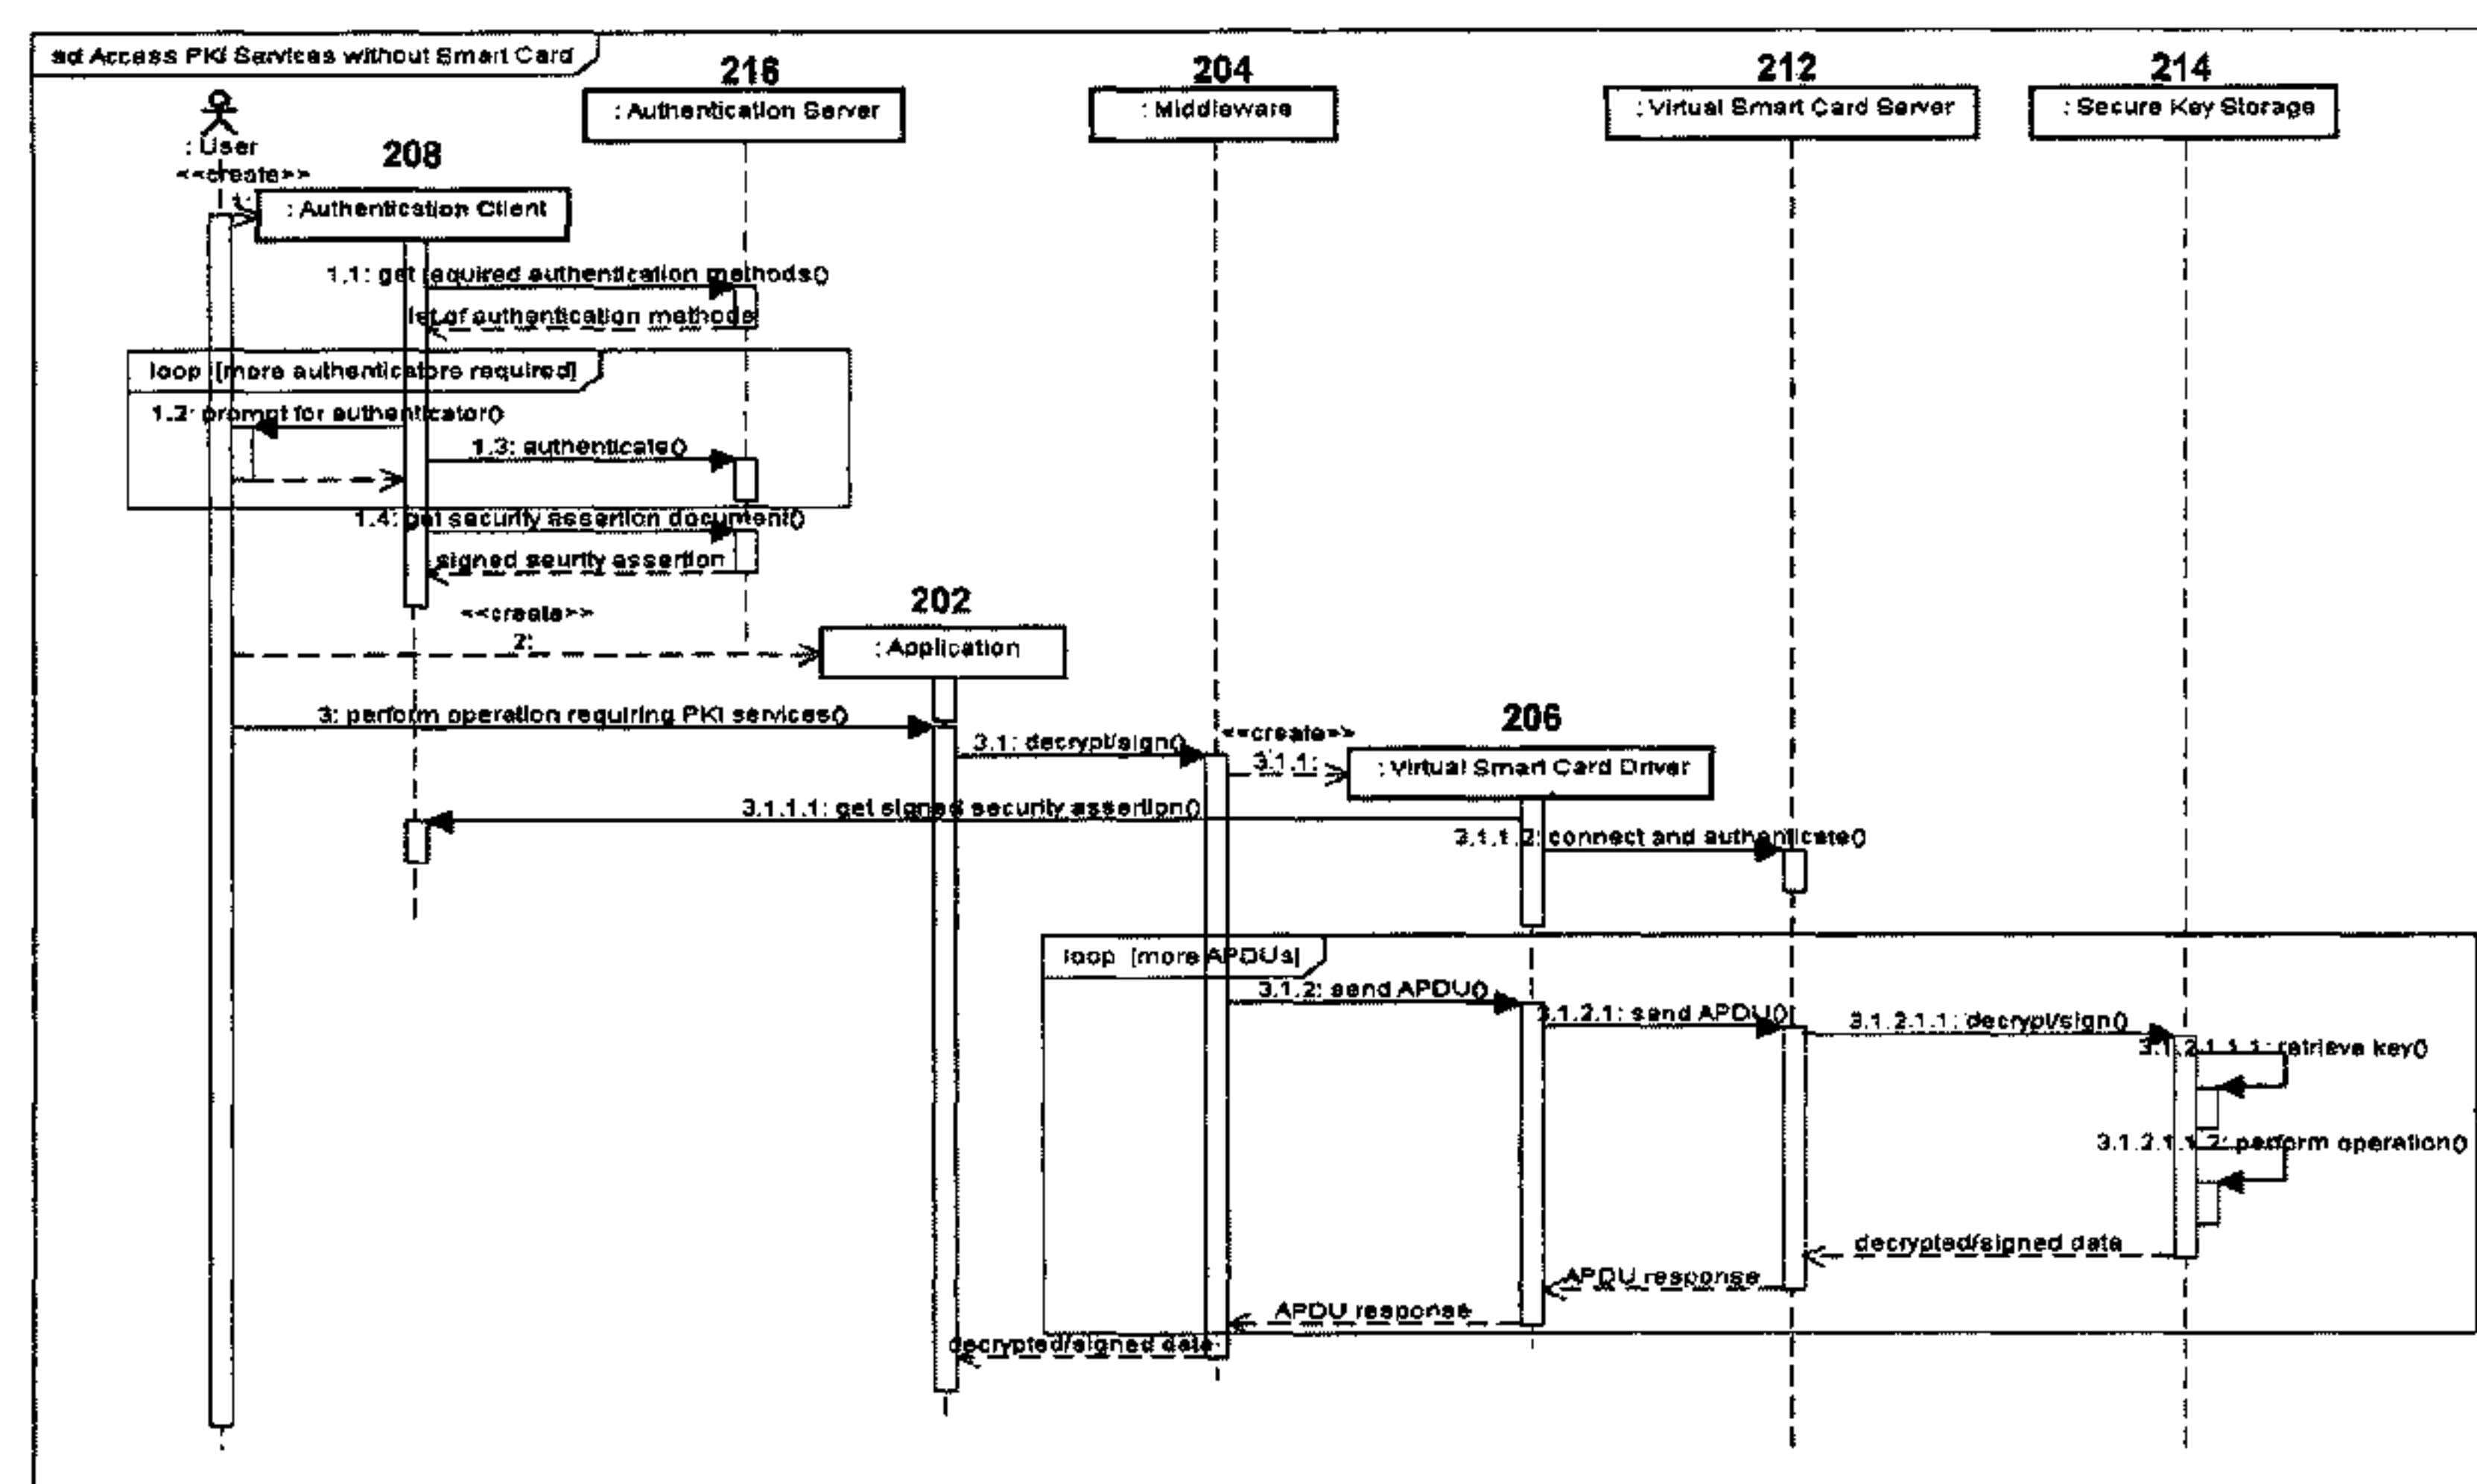 sd Access PKI Services without Smart Card
216
204
212
214
: Authentication Server
: Middleware
: Virtual Smart Card Server
: Secure Key Storage
: User
208
<<create>>
1:
: Authentication Client
1.1: get required authentication methods()
list of authentication methods
loop [more authenticators required]
1.2: prompt for authenticator()
1.3: authenticate()
1.4: get security assertion document()
signed seurity assertion
202
<<create>>
2:
: Application
3: perform operation requiring PKI services()
206
3.1: decrypt/sign()
<<create>>
3.1.1:
: Virtual Smart Card Driver
3.1.1.1: get signed security assertion()
3.1.1.2: connect and authenticate()
loop [more APDUs]
3.1.2: send APDU()
3.1.2.1: send APDU()
3.1.2.1.1: decrypt/sign()
3.1.2.1.1.1: retrieve key()
3.1.2.1.1.2: perform operation()
decrypted/signed data
APDU response
APDU response
decrypted/signed data